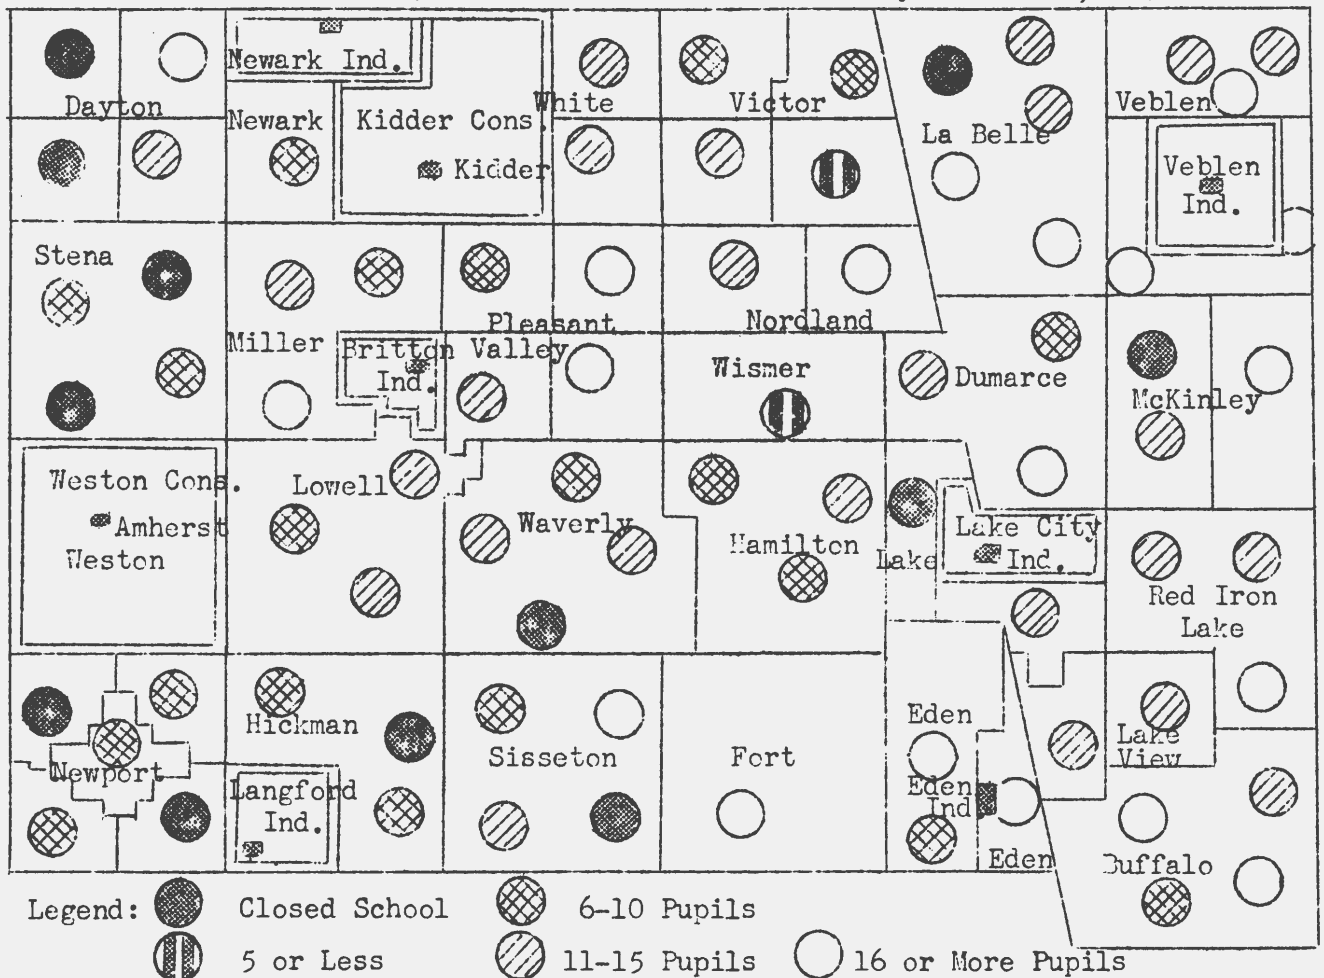 Newark Ind.
Dayton
Newark
Kidder Cons.
Kidder
White
Victor
La Belle
Veblen
Veblen
Ind.
Stena
Miller
Britton
Ind.
Pleasant
Valley
Nordland
Wismer
Dumarce
McKinley
Weston Cons.
Amherst
Weston
Lowell
Waverly
Hamilton
Lake
Lake City
Ind.
Red Iron
Lake
Newport
Hickman
Langford
Ind.
Sisseton
Fort
Eden
Eden
Ind
Eden
Lake
View
Buffalo
Legend:
Closed School
6-10 Pupils
5 or Less
11-15 Pupils
16 or More Pupils